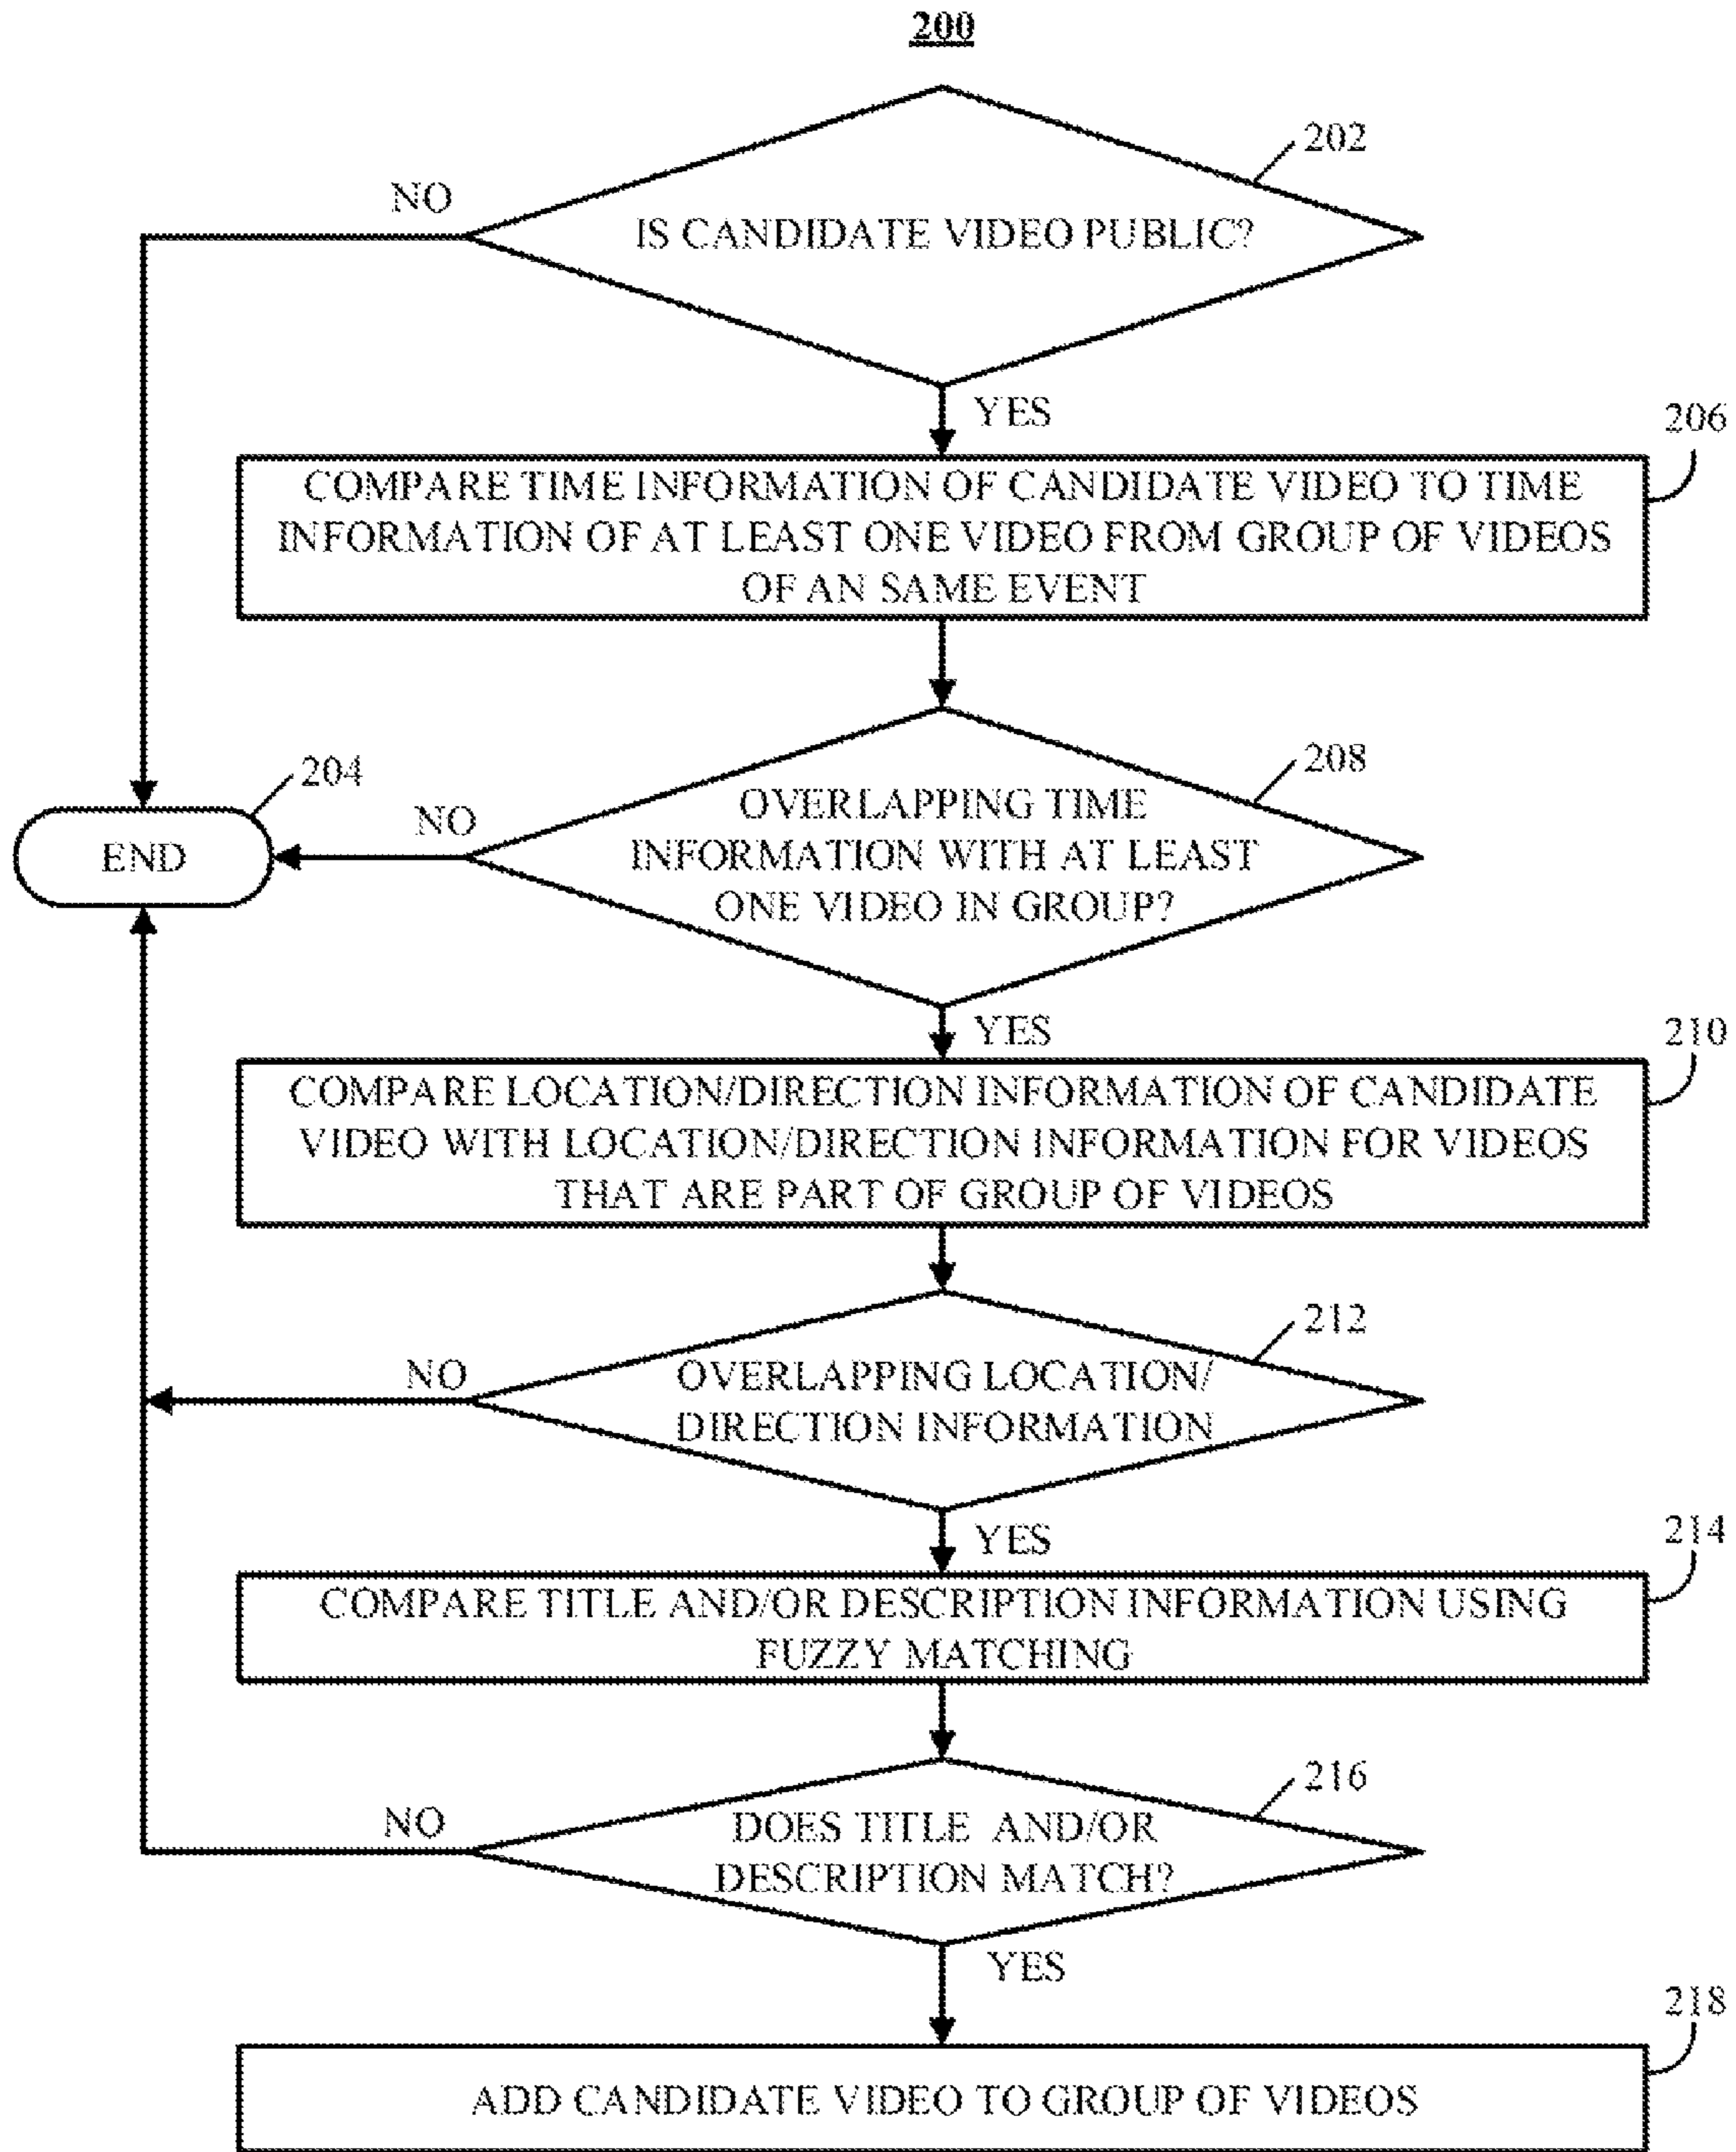 200
202
NO
IS CANDIDATE VIDEO PUBLIC?
YES
206
COMPARE TIME INFORMATION OF CANDIDATE VIDEO TO TIME
INFORMATION OF AT LEAST ONE VIDEO FROM GROUP OF VIDEOS
OF AN SAME EVENT
204
END
208
NO
OVERLAPPING TIME
INFORMATION WITH AT LEAST
ONE VIDEO IN GROUP?
YES
210
COMPARE LOCATION/DIRECTION INFORMATION OF CANDIDATE
VIDEO WITH LOCATION/DIRECTION INFORMATION FOR VIDEOS
THAT ARE PART OF GROUP OF VIDEOS
212
NO
OVERLAPPING LOCATION/
DIRECTION INFORMATION
YES
214
COMPARE TITLE AND/OR DESCRIPTION INFORMATION USING
FUZZY MATCHING
216
NO
DOES TITLE AND/OR
DESCRIPTION MATCH?
YES
218
ADD CANDIDATE VIDEO TO GROUP OF VIDEOS